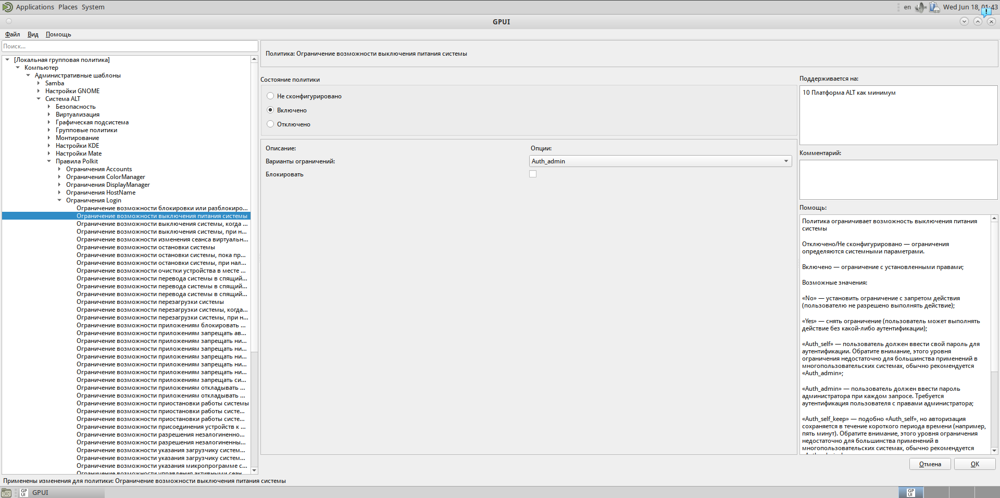 Applications Places System
en
Wed Jun 18, 01:43
GPUI
Файл Вид Помощь
Поиск...
[Локальная групповая политика]
Компьютер
Административные шаблоны
Samba
Настройки GNOME
Система ALT
Безопасность
Виртуализация
Графическая подсистема
Групповые политики
Монтирование
Настройки KDE
Настройки Mate
Правила Polkit
Ограничения Accounts
Ограничения ColorManager
Ограничения DisplayManager
Ограничения HostName
Ограничения Login
Ограничение возможности блокировки или разблокиро...
Ограничение возможности выключения питания системы
Ограничение возможности выключения системы, когда ...
Ограничение возможности выключения системы, при н...
Ограничение возможности изменения сеанса виртуальн...
Ограничение возможности остановки системы
Ограничение возможности остановки системы, пока пр...
Ограничение возможности остановки системы, при нал...
Ограничение возможности очистки устройства в месте ...
Ограничение возможности перевода системы в спящий...
Ограничение возможности перевода системы в спящий...
Ограничение возможности перевода системы в спящий...
Ограничение возможности перезагрузки системы
Ограничение возможности перезагрузки системы, когда...
Ограничение возможности перезагрузки системы, при н...
Ограничение возможности приложениям блокировать ...
Ограничение возможности приложениям запрещать ав...
Ограничение возможности приложениям запрещать ни...
Ограничение возможности приложениям запрещать ни...
Ограничение возможности приложениям запрещать ни...
Ограничение возможности приложениям запрещать ни...
Ограничение возможности приложениям запрещать ни...
Ограничение возможности приложениям запрещать си...
Ограничение возможности приложениям откладывать ...
Ограничение возможности приложениям откладывать ...
Ограничение возможности приостановки работы системы
Ограничение возможности приостановки работы систе...
Ограничение возможности приостановки работы систе...
Ограничение возможности присоединения устройств к ...
Ограничение возможности разрешения незалогиненно...
Ограничение возможности разрешения незалогиненны...
Ограничение возможности указания загрузчику систем...
Ограничение возможности указания загрузчику систем...
Ограничение возможности указания микропрограмме с...
Ограничение возможности управления активными сеан...
Политика: Ограничение возможности выключения питания системы
Состояние политики
Не сконфигурировано
Включено
Отключено
Описание:
Опции:
Варианты ограничений:
Auth_admin
Блокировать
Поддерживается на:
10 Платформа ALT как минимум
Комментарий:
Помощь:
Политика ограничивает возможность выключения питания
системы
Отключено/Не сконфигурировано — ограничения
определяются системными параметрами.
Включено — ограничение с установленными правами;
Возможные значения:
«No» — установить ограничение с запретом действия
(пользователю не разрешено выполнять действие);
«Yes» — снять ограничение (пользователь может выполнять
действие без какой-либо аутентификации);
«Auth_self» — пользователь должен ввести свой пароль для
аутентификации. Обратите внимание, этого уровня
ограничения недостаточно для большинства применений в
многопользовательских системах, обычно рекомендуется
«Auth_admin»;
«Auth_admin» — пользователь должен ввести пароль
администратора при каждом запросе. Требуется
аутентификация пользователя с правами администратора;
«Auth_self_keep» — подобно «Auth_self», но авторизация
сохраняется в течение короткого периода времени (например,
пять минут). Обратите внимание, этого уровня ограничения
недостаточно для большинства применений в
многопользовательских системах, обычно рекомендуется
Отмена
OK
Применены изменения для политики: Ограничение возможности выключения питания системы
GP
UI
GPUI
GP
UI